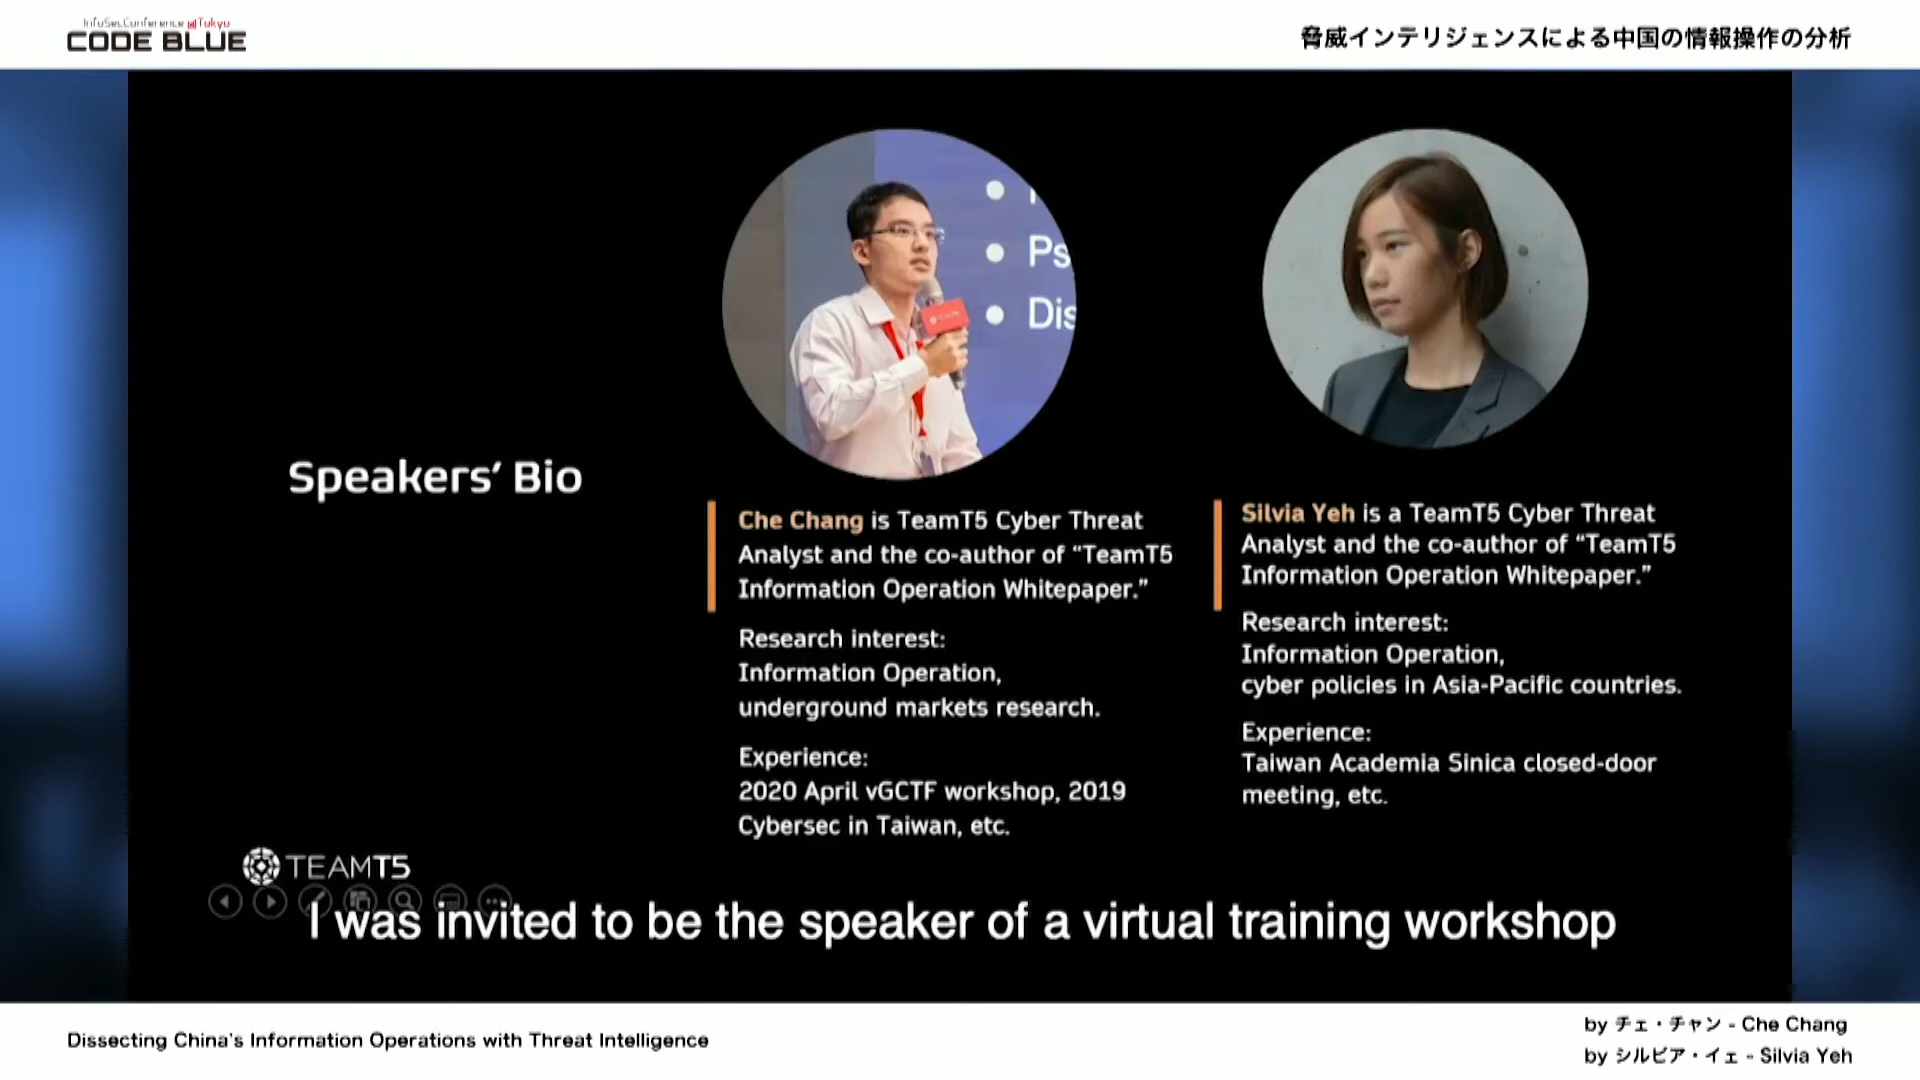 InfoSecConference @Tokyo
CODE BLUE
脅威インテリジェンスによる中国の情報操作の分析
Ps
Dis
Speakers’ Bio
Che Chang is TeamT5 Cyber Threat
Analyst and the co-author of “TeamT5
Information Operation Whitepaper.”
Research interest:
Information Operation,
underground markets research.
Experience:
2020 April vGCTF workshop, 2019
Cybersec in Taiwan, etc.
Silvia Yeh is a TeamT5 Cyber Threat
Analyst and the co-author of “TeamT5
Information Operation Whitepaper.”
Research interest:
Information Operation,
cyber policies in Asia-Pacific countries.
Experience:
Taiwan Academia Sinica closed-door
meeting, etc.
TEAMT5
I was invited to be the speaker of a virtual training workshop
Dissecting China's Information Operations with Threat Intelligence
by チェ・チャン - Che Chang
by シルビア・イェ - Silvia Yeh